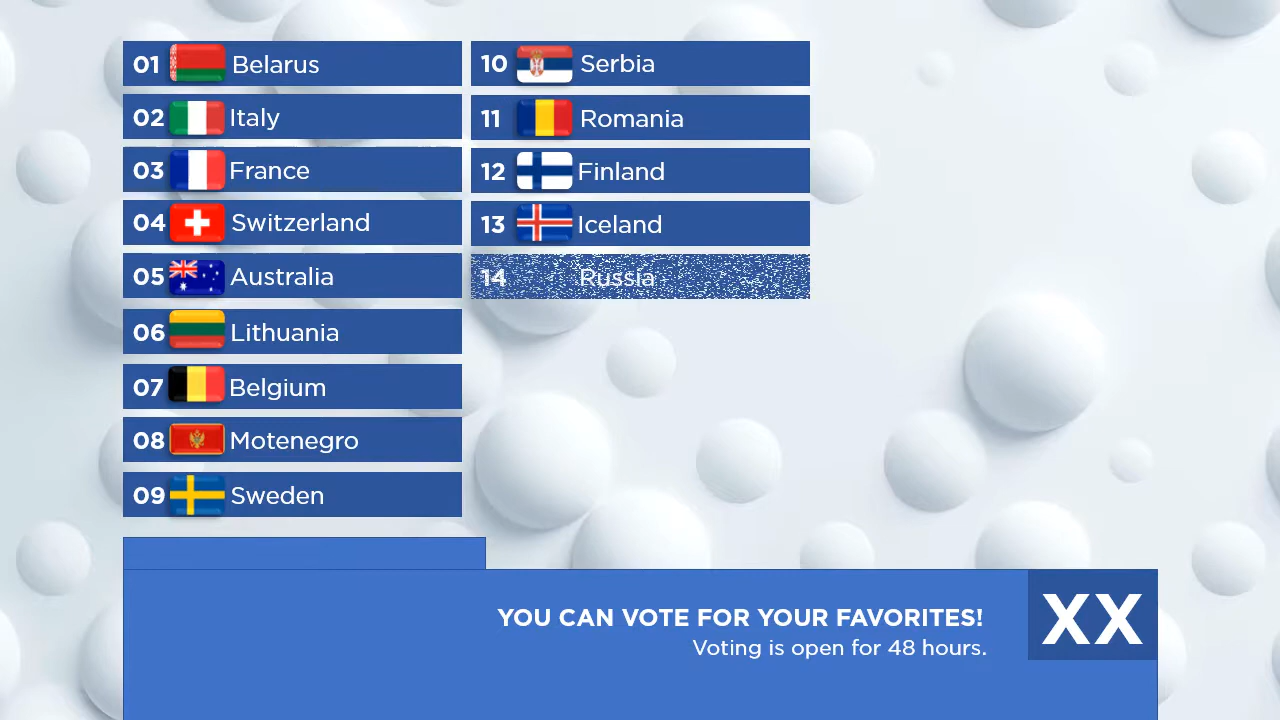 01 Belarus
02 Italy
03 France
04 Switzerland
05 Australia
06 Lithuania
07 Belgium
08 Motenegro
09 Sweden
10 Serbia
11 Romania
12 Finland
13 Iceland
14 Russia
YOU CAN VOTE FOR YOUR FAVORITES!
Voting is open for 48 hours.
XX